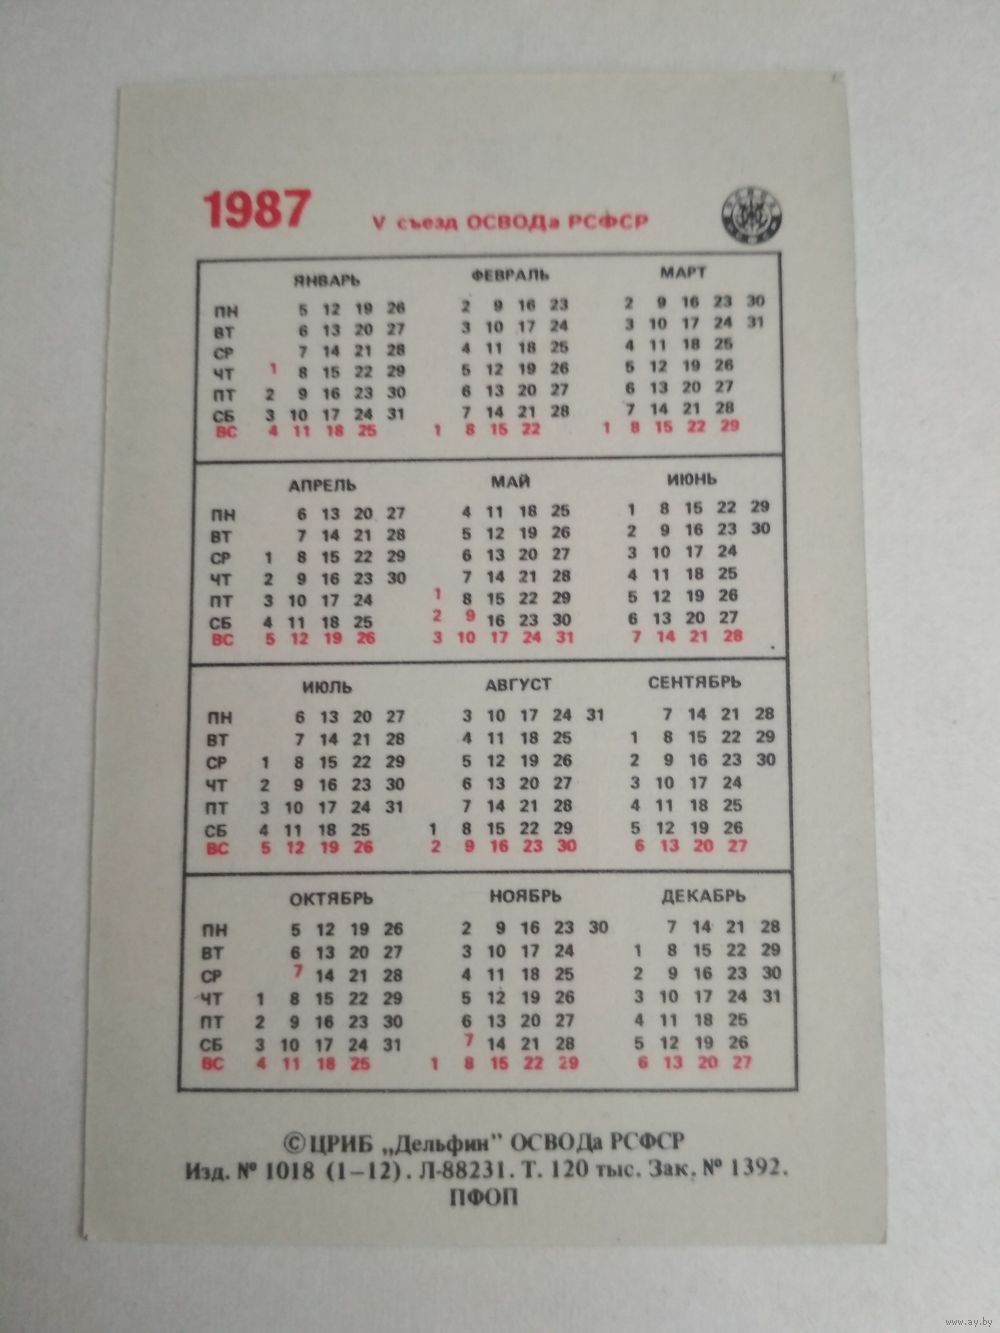 1987 V съезд ОСВОДа РСФСР
ЯНВАРЬ ФЕВРАЛЬ МАРТ
ПН 5 12 19 26 2 9 16 23 2 9 16 23 30
ВТ 6 13 20 27 3 10 17 24 3 10 17 24 31
СР 7 14 21 28 4 11 18 25 4 11 18 25
ЧТ 1 8 15 22 29 5 12 19 26 5 12 19 26
ПТ 2 9 16 23 30 6 13 20 27 6 13 20 27
СБ 3 10 17 24 31 7 14 21 28 7 14 21 28
ВС 4 11 18 25 1 8 15 22 1 8 15 22 29
АПРЕЛЬ МАЙ ИЮНЬ
ПН 6 13 20 27 4 11 18 25 1 8 15 22 29
ВТ 7 14 21 28 5 12 19 26 2 9 16 23 30
СР 1 8 15 22 29 6 13 20 27 3 10 17 24
ЧТ 2 9 16 23 30 7 14 21 28 4 11 18 25
ПТ 3 10 17 24 1 8 15 22 29 5 12 19 26
СБ 4 11 18 25 2 9 16 23 30 6 13 20 27
ВС 5 12 19 26 3 10 17 24 31 7 14 21 28
ИЮЛЬ АВГУСТ СЕНТЯБРЬ
ПН 6 13 20 27 3 10 17 24 31 7 14 21 28
ВТ 7 14 21 28 4 11 18 25 1 8 15 22 29
СР 1 8 15 22 29 5 12 19 26 2 9 16 23 30
ЧТ 2 9 16 23 30 6 13 20 27 3 10 17 24
ПТ 3 10 17 24 31 7 14 21 28 4 11 18 25
СБ 4 11 18 25 1 8 15 22 29 5 12 19 26
ВС 5 12 19 26 2 9 16 23 30 6 13 20 27
ОКТЯБРЬ НОЯБРЬ ДЕКАБРЬ
ПН 5 12 19 26 2 9 16 23 30 7 14 21 28
ВТ 6 13 20 27 3 10 17 24 1 8 15 22 29
СР 7 14 21 28 4 11 18 25 2 9 16 23 30
ЧТ 1 8 15 22 29 5 12 19 26 3 10 17 24 31
ПТ 2 9 16 23 30 6 13 20 27 4 11 18 25
СБ 3 10 17 24 31 7 14 21 28 5 12 19 26
ВС 4 11 18 25 1 8 15 22 29 6 13 20 27
©ЦРИБ „Дельфин” ОСВОДа РСФСР
Изд. № 1018 (1–12). Л-88231. Т. 120 тыс. Зак. № 1392.
ПФОП
www.ay.by